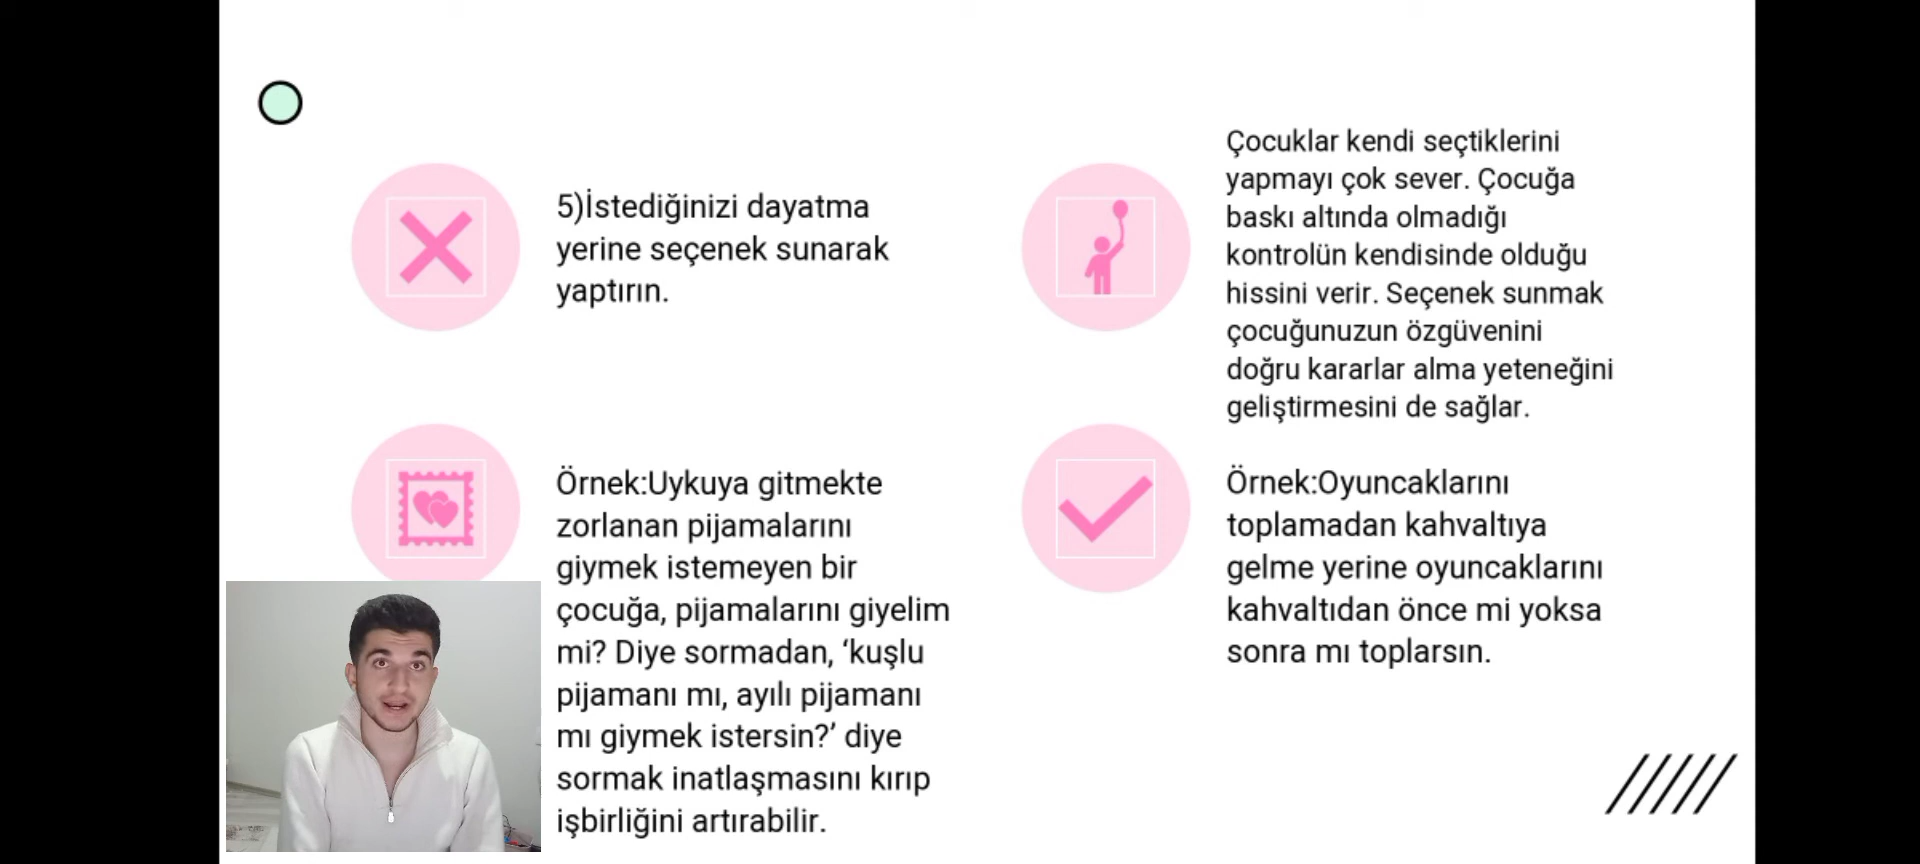 5)İstediğinizi dayatma
yerine seçenek sunarak
yaptırın.
Çocuklar kendi seçtiklerini
yapmayı çok sever. Çocuğa
baskı altında olmadığı
kontrolün kendisinde olduğu
hissini verir. Seçenek sunmak
çocuğunuzun özgüvenini
doğru kararlar alma yeteneğini
geliştirmesini de sağlar.
Örnek:Uykuya gitmekte
zorlanan pijamalarını
giymek istemeyen bir
çocuğa, pijamalarını giyelim
mi? Diye sormadan, ‘kuşlu
pijamanı mı, ayılı pijamanı
mı giymek istersin?’ diye
sormak inatlaşmasını kırıp
işbirliğini artırabilir.
Örnek:Oyuncaklarını
toplamadan kahvaltıya
gelme yerine oyuncaklarını
kahvaltıdan önce mi yoksa
sonra mı toplarsın.